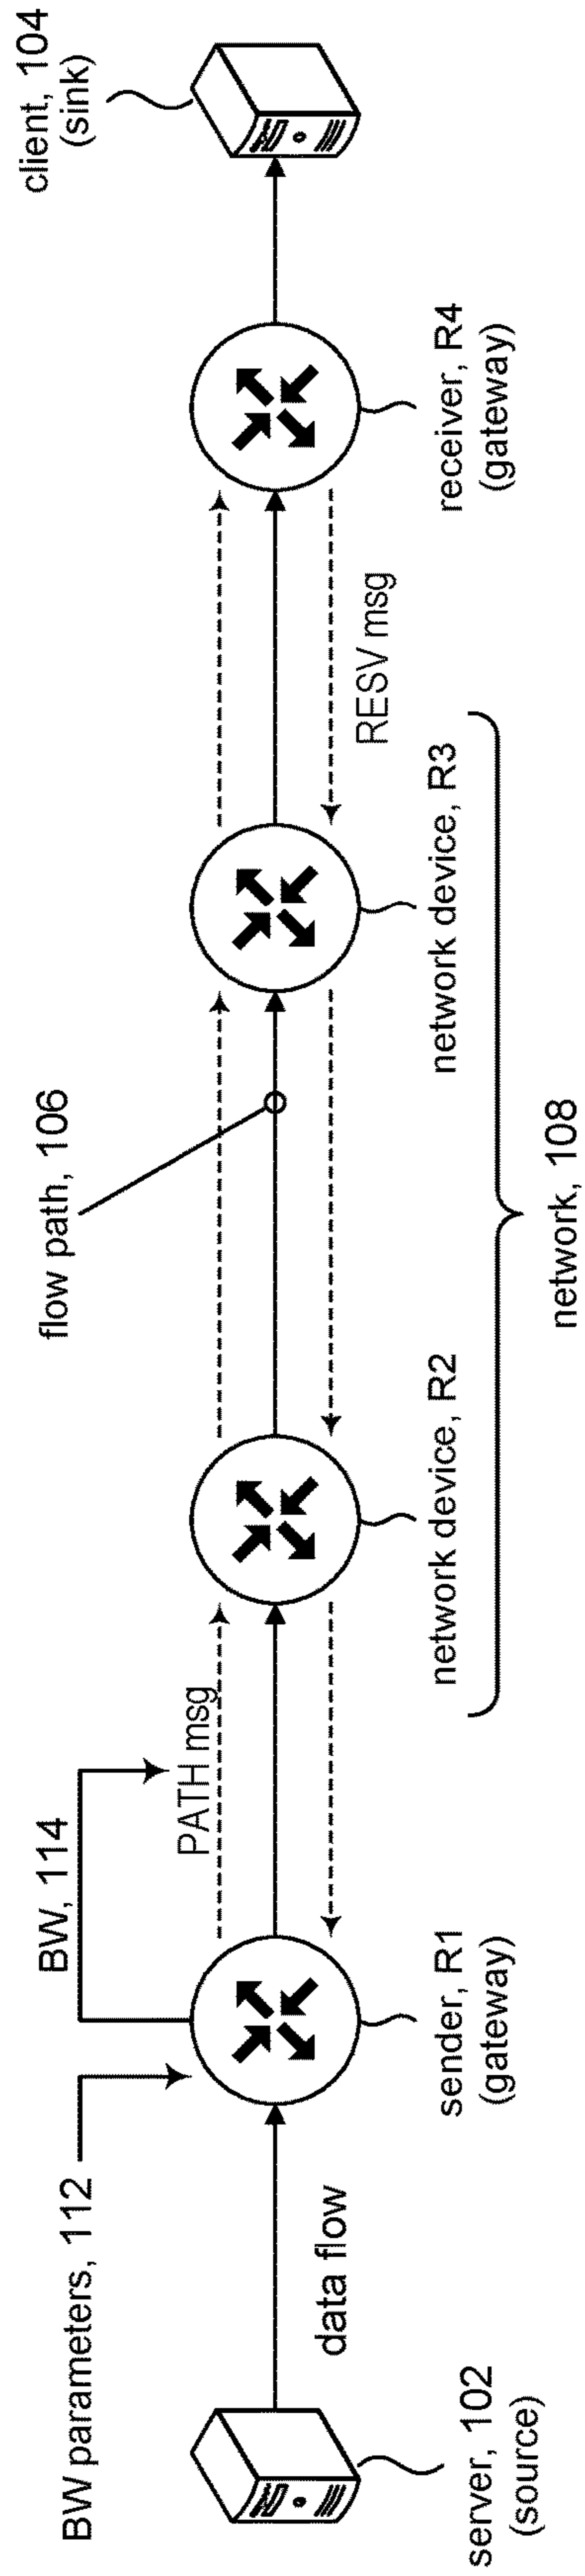 BW parameters, 112
BW, 114
flow path, 106
client, 104
(sink)
PATH msg
RESV msg
data flow
server, 102
(source)
sender, R1
(gateway)
network device, R2
network device, R3
receiver, R4
(gateway)
network, 108